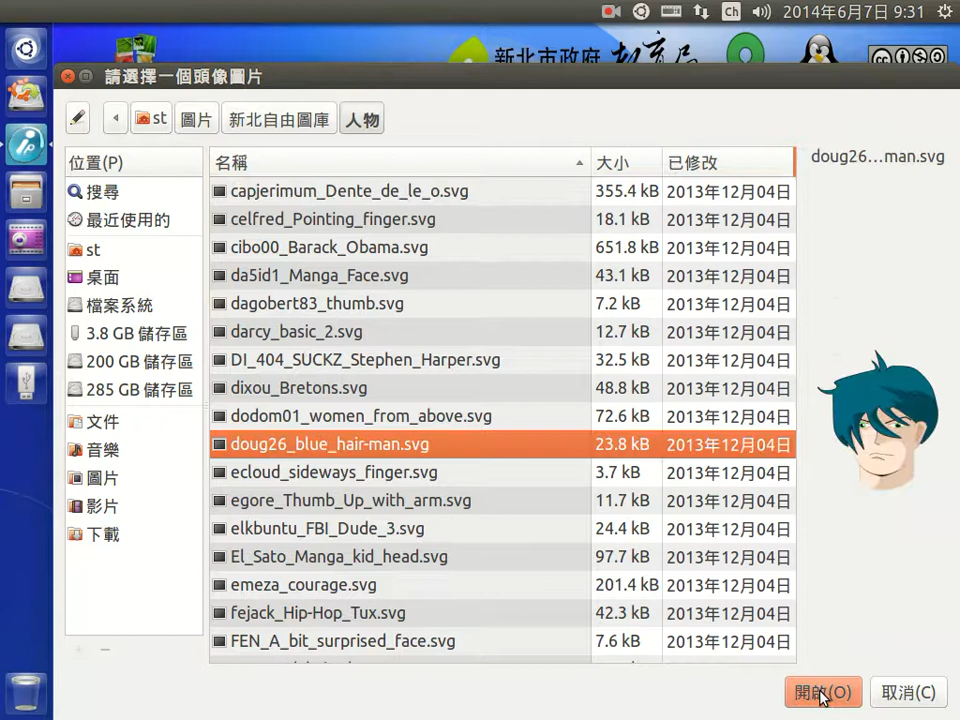 Ch 2014年6月7日 9:31
新北市政府 教育局
請選擇一個頭像圖片
st 圖片 新北自由圖庫 人物
位置(P)
搜尋
最近使用的
st
桌面
檔案系統
3.8 GB 儲存區
200 GB 儲存區
285 GB 儲存區
文件
音樂
圖片
影片
下載
名稱 大小 已修改
capjerimum_Dente_de_le_o.svg 355.4 kB 2013年12月04日
celfred_Pointing_finger.svg 18.1 kB 2013年12月04日
cibo00_Barack_Obama.svg 651.8 kB 2013年12月04日
da5id1_Manga_Face.svg 43.1 kB 2013年12月04日
dagobert83_thumb.svg 7.2 kB 2013年12月04日
darcy_basic_2.svg 12.7 kB 2013年12月04日
DI_404_SUCKZ_Stephen_Harper.svg 32.5 kB 2013年12月04日
dixou_Bretons.svg 48.8 kB 2013年12月04日
dodom01_women_from_above.svg 72.6 kB 2013年12月04日
doug26_blue_hair-man.svg 23.8 kB 2013年12月04日
ecloud_sideways_finger.svg 3.7 kB 2013年12月04日
egore_Thumb_Up_with_arm.svg 11.7 kB 2013年12月04日
elkbuntu_FBI_Dude_3.svg 24.4 kB 2013年12月04日
El_Sato_Manga_kid_head.svg 97.7 kB 2013年12月04日
emeza_courage.svg 201.4 kB 2013年12月04日
fejack_Hip-Hop_Tux.svg 42.3 kB 2013年12月04日
FEN_A_bit_surprised_face.svg 7.6 kB 2013年12月04日
doug26...man.svg
開啟(O) 取消(C)